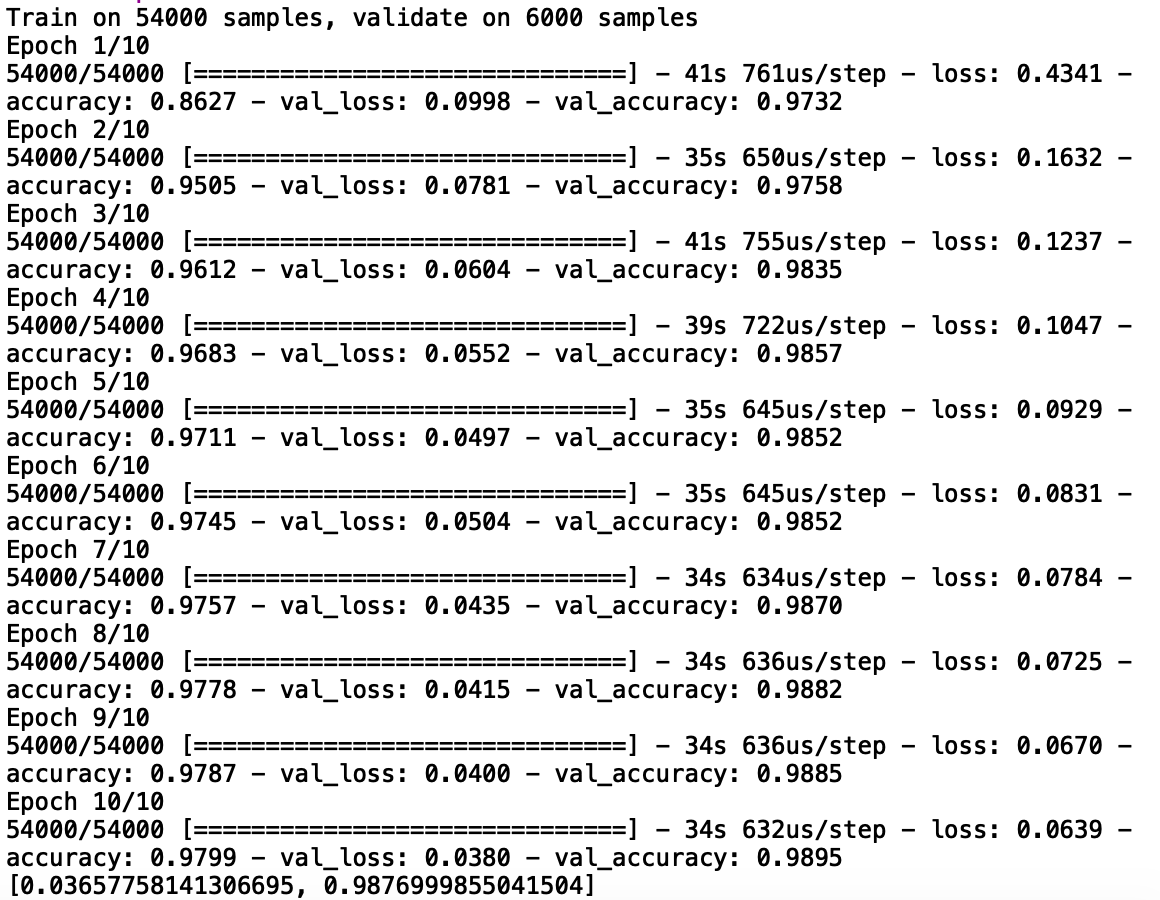 Train on 54000 samples, validate on 6000 samples
Epoch 1/10
54000/54000 [==============================] - 41s 761us/step - loss: 0.4341 -
accuracy: 0.8627 - val_loss: 0.0998 - val_accuracy: 0.9732
Epoch 2/10
54000/54000 [==============================] - 35s 650us/step - loss: 0.1632 -
accuracy: 0.9505 - val_loss: 0.0781 - val_accuracy: 0.9758
Epoch 3/10
54000/54000 [==============================] - 41s 755us/step - loss: 0.1237 -
accuracy: 0.9612 - val_loss: 0.0604 - val_accuracy: 0.9835
Epoch 4/10
54000/54000 [==============================] - 39s 722us/step - loss: 0.1047 -
accuracy: 0.9683 - val_loss: 0.0552 - val_accuracy: 0.9857
Epoch 5/10
54000/54000 [==============================] - 35s 645us/step - loss: 0.0929 -
accuracy: 0.9711 - val_loss: 0.0497 - val_accuracy: 0.9852
Epoch 6/10
54000/54000 [==============================] - 35s 645us/step - loss: 0.0831 -
accuracy: 0.9745 - val_loss: 0.0504 - val_accuracy: 0.9852
Epoch 7/10
54000/54000 [==============================] - 34s 634us/step - loss: 0.0784 -
accuracy: 0.9757 - val_loss: 0.0435 - val_accuracy: 0.9870
Epoch 8/10
54000/54000 [==============================] - 34s 636us/step - loss: 0.0725 -
accuracy: 0.9778 - val_loss: 0.0415 - val_accuracy: 0.9882
Epoch 9/10
54000/54000 [==============================] - 34s 636us/step - loss: 0.0670 -
accuracy: 0.9787 - val_loss: 0.0400 - val_accuracy: 0.9885
Epoch 10/10
54000/54000 [==============================] - 34s 632us/step - loss: 0.0639 -
accuracy: 0.9799 - val_loss: 0.0380 - val_accuracy: 0.9895
[0.03657758141306695, 0.9876999855041504]